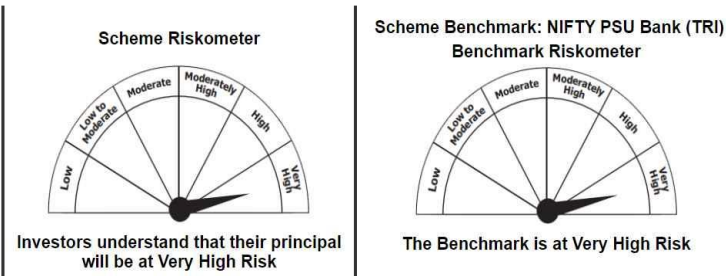 Scheme Riskometer
Low
Low to
Moderate
Moderate
Moderately
High
High
Very
High
Investors understand that their principal
will be at Very High Risk
Scheme Benchmark: NIFTY PSU Bank (TRI)
Benchmark Riskometer
Low
Low to
Moderate
Moderate
Moderately
High
High
Very
High
The Benchmark is at Very High Risk